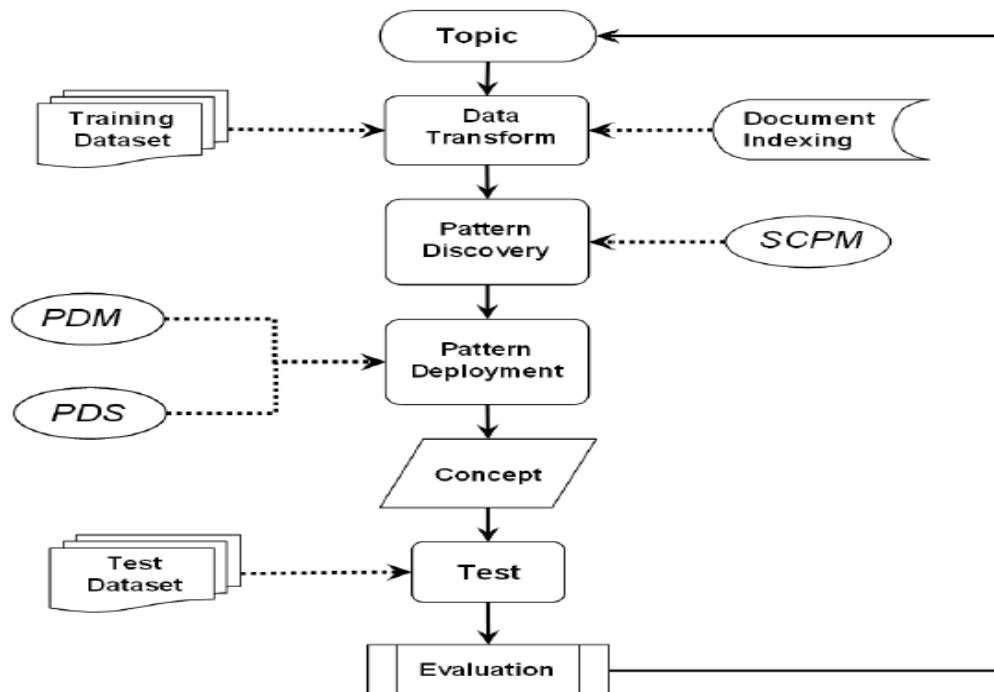 Topic
Training
Dataset
Data
Transform
Document
Indexing
Pattern
Discovery
SCPM
PDM
Pattern
Deployment
PDS
Concept
Test
Dataset
Test
Evaluation